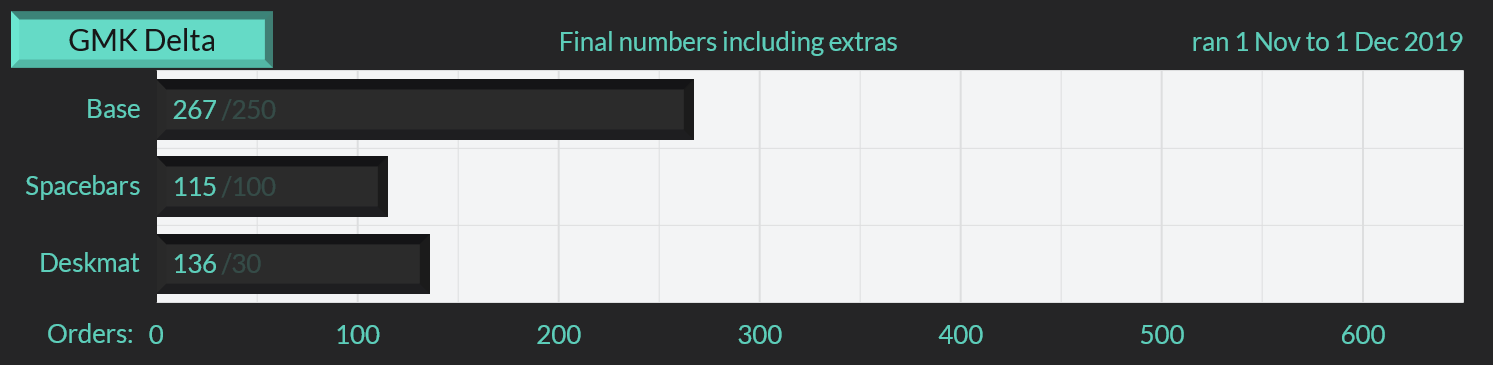 GMK Delta
Final numbers including extras
ran 1 Nov to 1 Dec 2019
Base
267 /250
Spacebars
115 /100
Deskmat
136 /30
Orders: 0 100 200 300 400 500 600